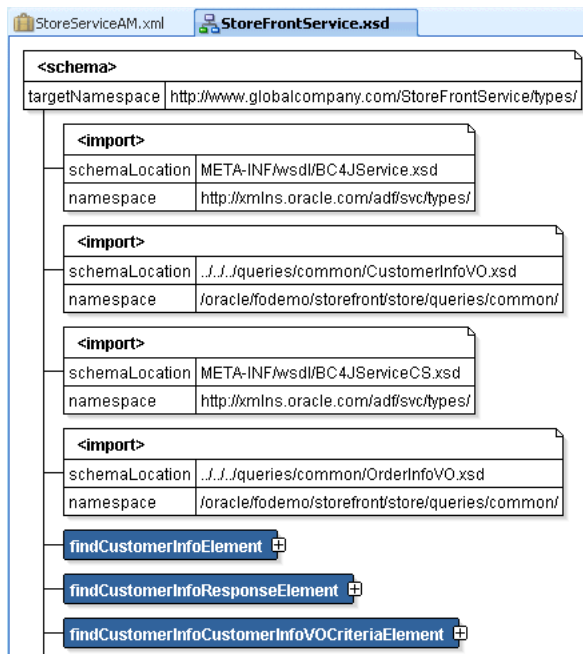 StoreServiceAM.xml StoreFrontService.xsd
<schema>
targetNamespace http://www.globalcompany.com/StoreFrontService/types/
<import>
schemaLocation META-INF/wsdl/BC4JService.xsd
namespace http://xmlns.oracle.com/adf/svc/types/
<import>
schemaLocation ../../../queries/common/CustomerInfoVO.xsd
namespace /oracle/fodemo/storefront/store/queries/common/
<import>
schemaLocation META-INF/wsdl/BC4JServiceCS.xsd
namespace http://xmlns.oracle.com/adf/svc/types/
<import>
schemaLocation ../../../queries/common/OrderInfoVO.xsd
namespace /oracle/fodemo/storefront/store/queries/common/
findCustomerInfoElement
findCustomerInfoResponseElement
findCustomerInfoCustomerInfoVOCriteriaElement